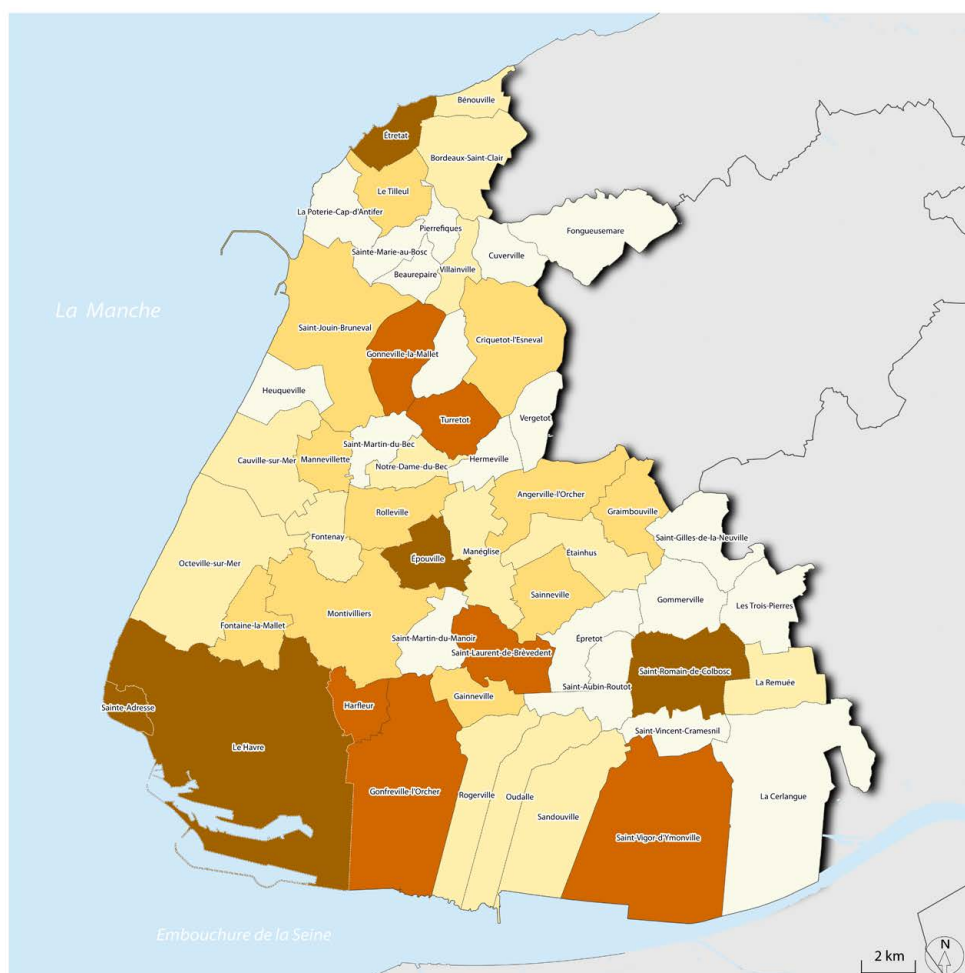 Bénouville
Étretat
Bordeaux-Saint-Clair
Le Tilleul
La Poterie-Cap-d'Antifer
Pierrefiques
Fongueusemare
Sainte-Marie-au-Bosc
Cuverville
Beaurepaire
Villainville
La Manche
Saint-Jouin-Bruneval
Criquetot-l'Esneval
Gonneville-la-Mallet
Heuqueville
Turretot
Vergetot
Saint-Martin-du-Bec
Cauville-sur-Mer
Mannevillette
Hermeville
Notre-Dame-du-Bec
Angerville-l'Orcher
Rolleville
Graimbouville
Fontenay
Saint-Gilles-de-la-Neuville
Manéglise
Étainhus
Épouville
Octeville-sur-Mer
Sainneville
Gommerville
Les Trois-Pierres
Montivilliers
Fontaine-la-Mallet
Saint-Martin-du-Manoir
Épretot
Saint-Laurent-de-Brèvedent
Saint-Romain-de-Colbosc
La Remuée
Saint-Aubin-Routot
Gainneville
Sainte-Adresse
Harfleur
Saint-Vincent-Cramesnil
Le Havre
Gonfreville-l'Orcher
Rogerville
Oudalle
La Cerlangue
Sandouville
Saint-Vigor-d'Ymonville
Embouchure de la Seine
N
2 km